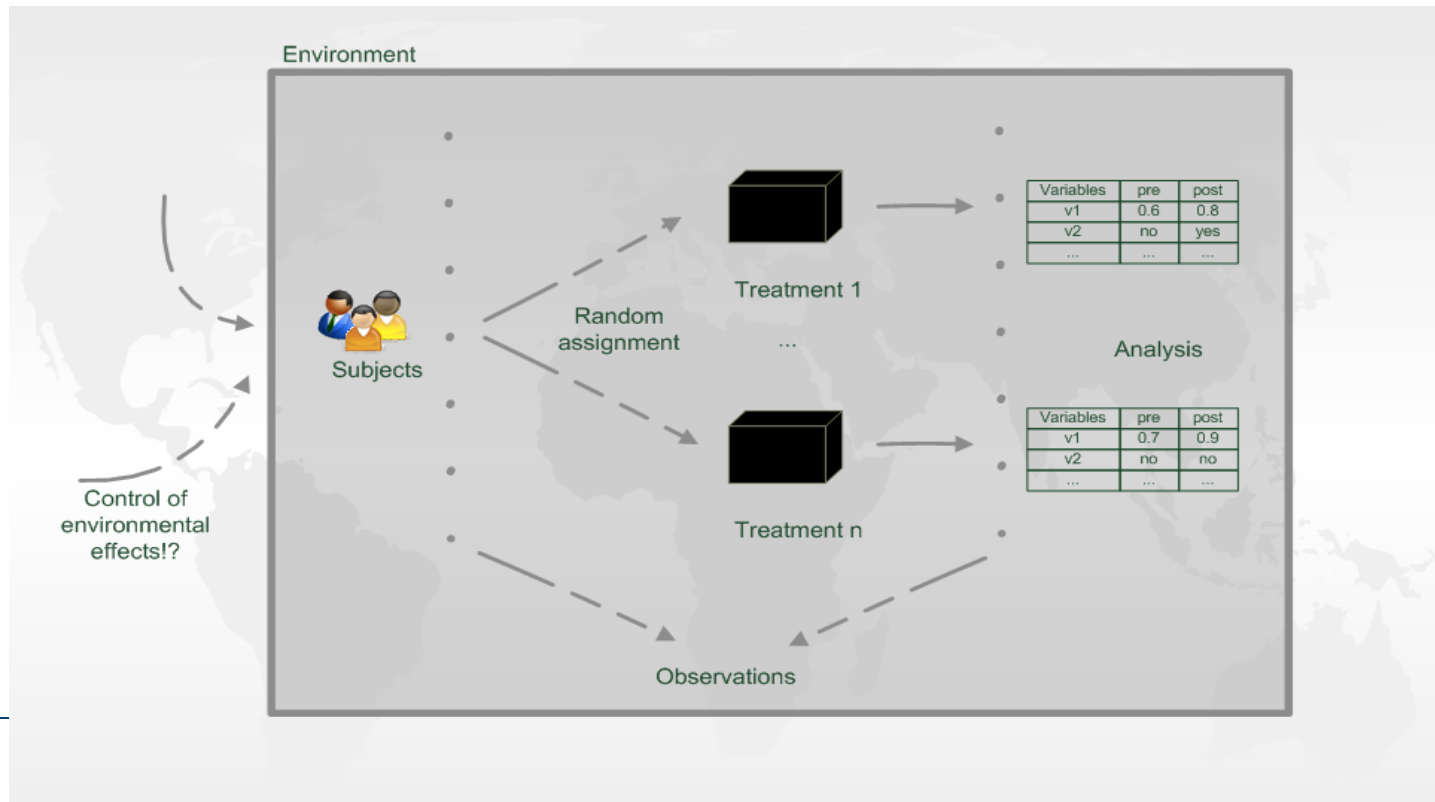 Environment
Subjects
Random
assignment
Treatment 1
...
Treatment n
Variables pre post
v1 0.6 0.8
v2 no yes
... ... ...
Analysis
Variables pre post
v1 0.7 0.9
v2 no no
... ... ...
Control of
environmental
effects!?
Observations